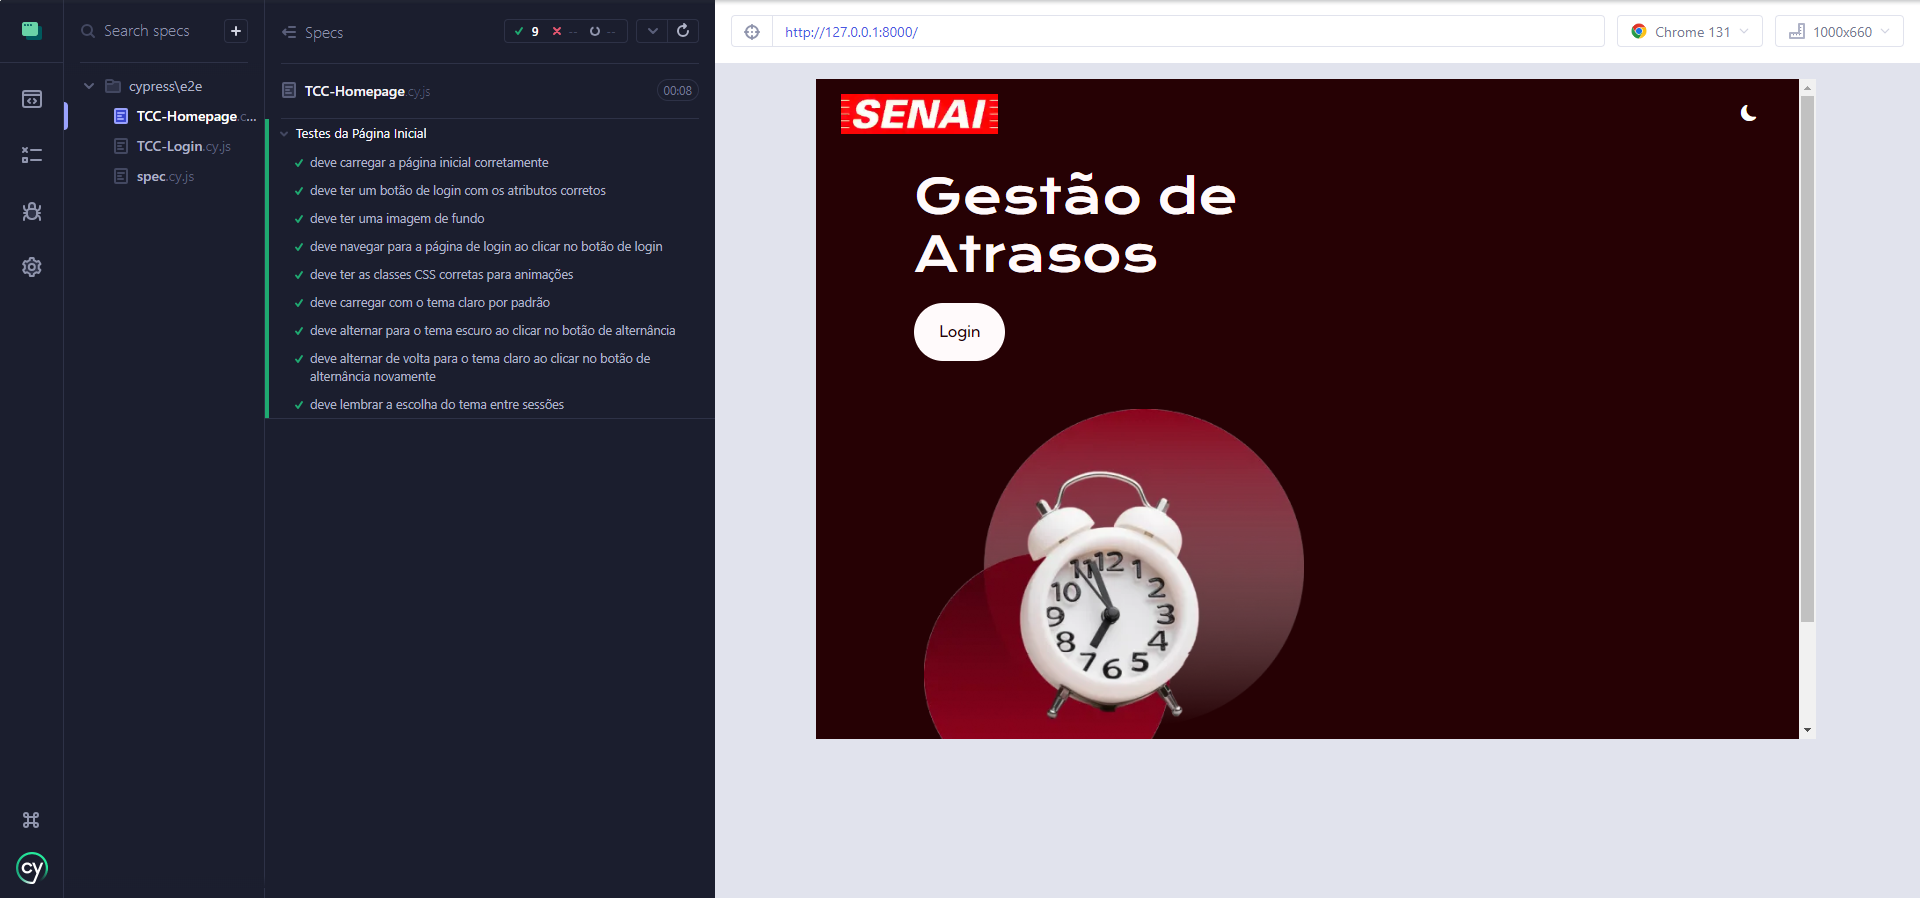 Search specs
+
cypress\e2e
TCC-Homepage.c...
TCC-Login.cy.js
spec.cy.js
cy
Specs
9 -- --
TCC-Homepage.cy.js
00:08
Testes da Página Inicial
deve carregar a página inicial corretamente
deve ter um botão de login com os atributos corretos
deve ter uma imagem de fundo
deve navegar para a página de login ao clicar no botão de login
deve ter as classes CSS corretas para animações
deve carregar com o tema claro por padrão
deve alternar para o tema escuro ao clicar no botão de alternância
deve alternar de volta para o tema claro ao clicar no botão de
alternância novamente
deve lembrar a escolha do tema entre sessões
http://127.0.0.1:8000/
Chrome 131
1000x660
SENAI
Gestão de
Atrasos
Login
12
1
2
3
4
5
6
7
8
9
10
11